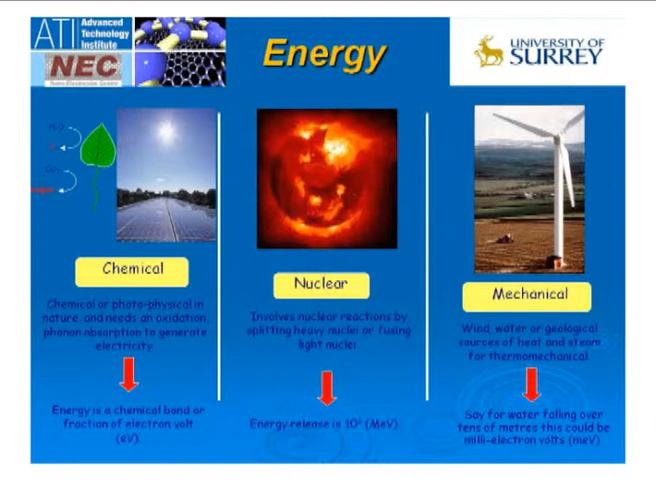 ATI Advanced
Technology
Institute
NEC
Nano-Electronics Centre
Energy
UNIVERSITY OF
SURREY
H₂O
CO₂
Chemical
Chemical or photo-physical in
nature, and needs an oxidation,
phonon absorption to generate
electricity
Energy is a chemical bond or
fraction of electron volt
(eV)
Nuclear
Involves nuclear reactions by
splitting heavy nuclei or fusing
light nuclei
Energy release is 10⁶ (MeV)
Mechanical
Wind, water or geological
sources of heat and steam
for thermomechanical
Say for water falling over
tens of metres this could be
milli-electron volts (meV)